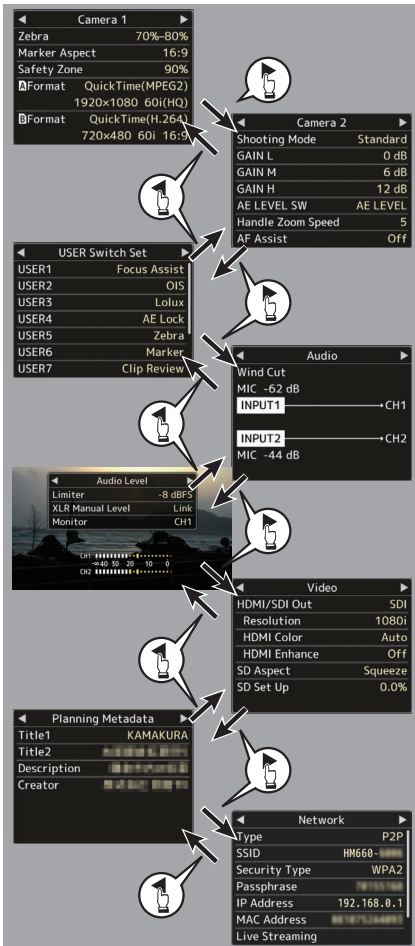 Camera 1
Zebra 70%–80%
Marker Aspect 16:9
Safety Zone 90%
AFormat QuickTime(MPEG2)
1920×1080 60i(HQ)
BFormat QuickTime(H.264)
720×480 60i 16:9
Camera 2
Shooting Mode Standard
GAIN L 0 dB
GAIN M 6 dB
GAIN H 12 dB
AE LEVEL SW AE LEVEL
Handle Zoom Speed 5
AF Assist Off
USER Switch Set
USER1 Focus Assist
USER2 OIS
USER3 Lolux
USER4 AE Lock
USER5 Zebra
USER6 Marker
USER7 Clip Review
Audio
Wind Cut
MIC -62 dB
INPUT1 CH1
INPUT2 CH2
MIC -44 dB
Audio Level
Limiter -8 dBFS
XLR Manual Level Link
Monitor CH1
CH1
-∞ 40 30 20 10 0
CH2
Video
HDMI/SDI Out SDI
Resolution 1080i
HDMI Color Auto
HDMI Enhance Off
SD Aspect Squeeze
SD Set Up 0.0%
Planning Metadata
Title1 KAMAKURA
Title2
Description
Creator
Network
Type P2P
SSID HM660-
Security Type WPA2
Passphrase
IP Address 192.168.0.1
MAC Address
Live Streaming